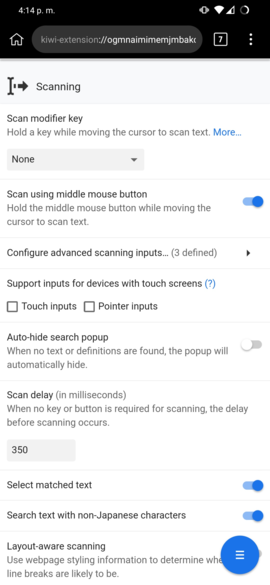 4:14 p. m.
kiwi-extension://ogmnaimimemjmbakc
7
Scanning
Scan modifier key
Hold a key while moving the cursor to scan text. More…
None
Scan using middle mouse button
Hold the middle mouse button while moving the
cursor to scan text.
Configure advanced scanning inputs… (3 defined)
Support inputs for devices with touch screens (?)
Touch inputs Pointer inputs
Auto-hide search popup
When no text or definitions are found, the popup will
automatically hide.
Scan delay (in milliseconds)
When no key or button is required for scanning, the delay
before scanning occurs.
350
Select matched text
Search text with non-Japanese characters
Layout-aware scanning
Use webpage styling information to determine
line breaks are likely to be.